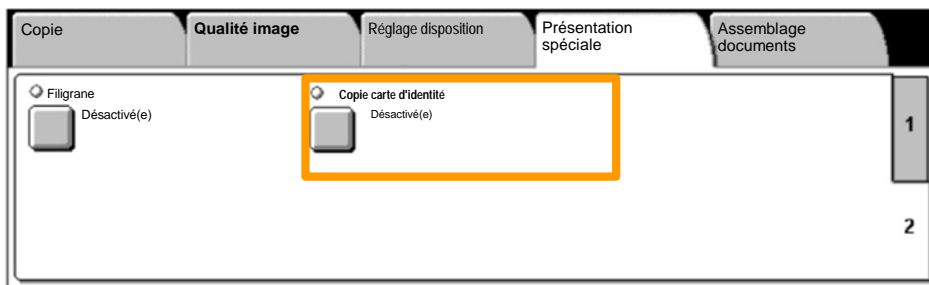 Copie
Qualité image
Réglage disposition
Présentation
spéciale
Assemblage
documents
Filigrane
Désactivé(e)
Copie carte d'identité
Désactivé(e)
1
2